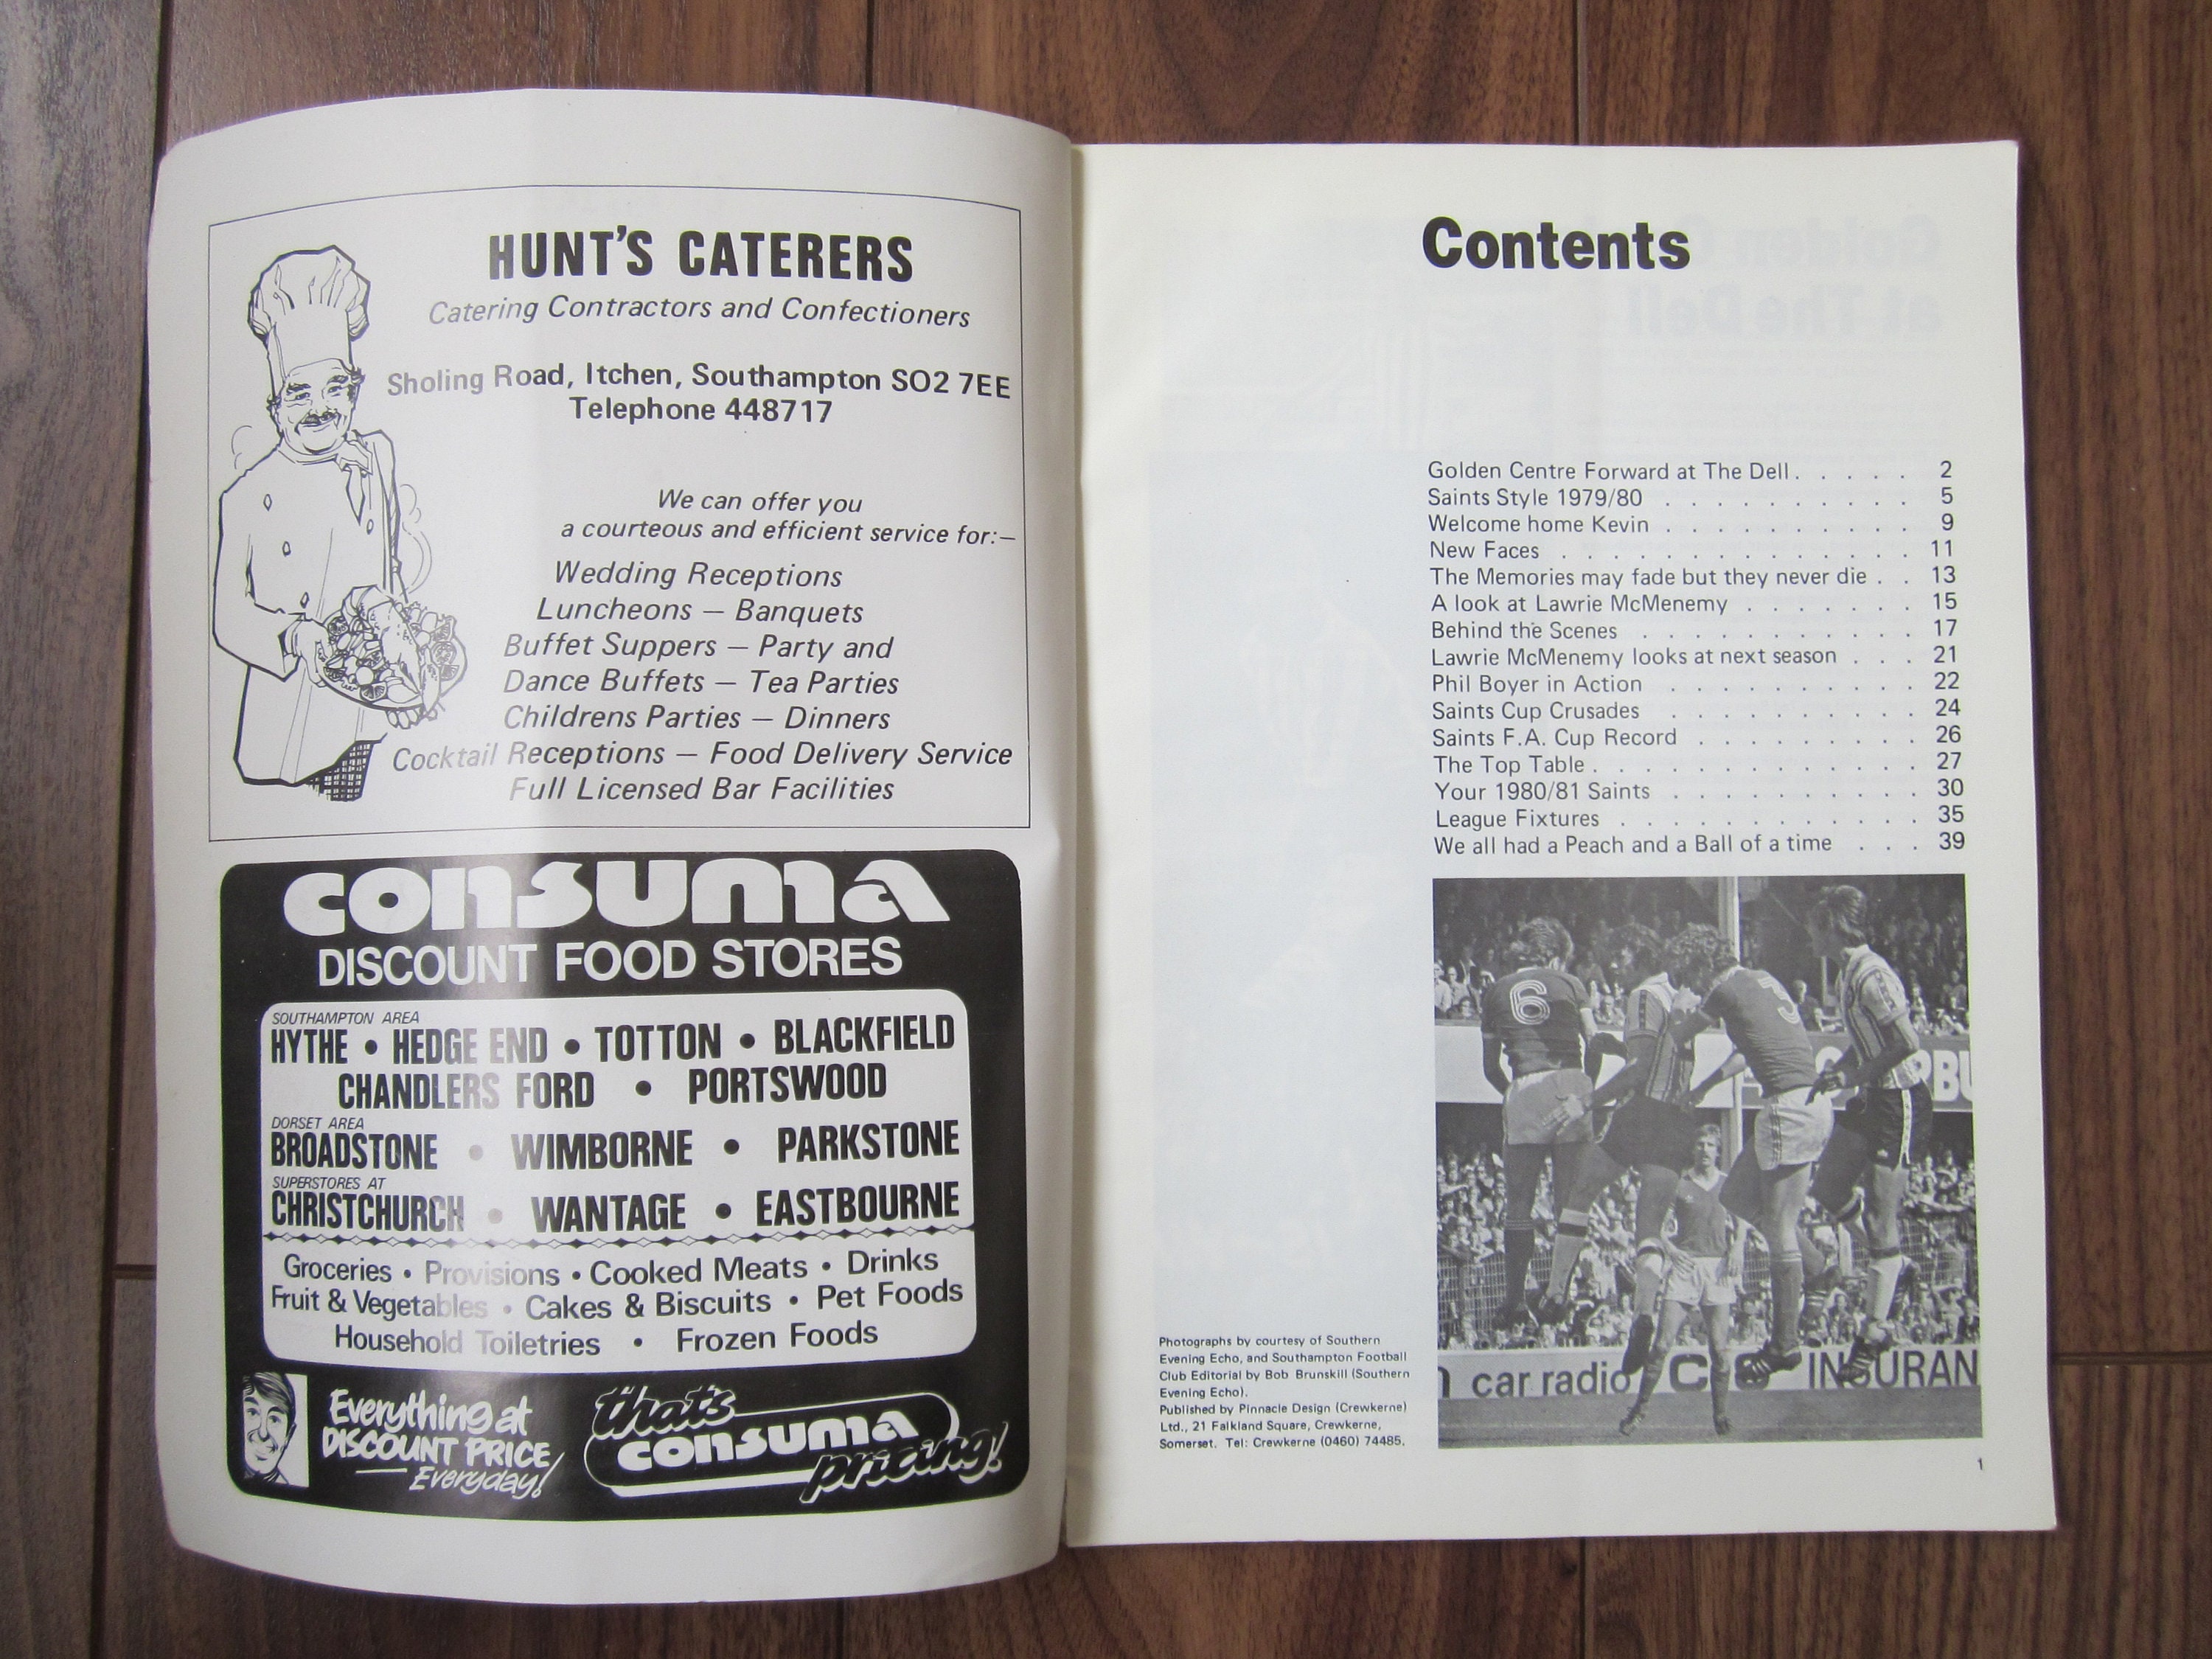 HUNT'S CATERERS
Catering Contractors and Confectioners
Sholing Road, Itchen, Southampton SO2 7EE
Telephone 448717
We can offer you
a courteous and efficient service for:—
Wedding Receptions
Luncheons — Banquets
Buffet Suppers — Party and
Dance Buffets — Tea Parties
Childrens Parties — Dinners
Cocktail Receptions — Food Delivery Service
Full Licensed Bar Facilities
consuma
DISCOUNT FOOD STORES
SOUTHAMPTON AREA
HYTHE • HEDGE END • TOTTON • BLACKFIELD
CHANDLERS FORD • PORTSWOOD
DORSET AREA
BROADSTONE • WIMBORNE • PARKSTONE
SUPERSTORES AT
CHRISTCHURCH • WANTAGE • EASTBOURNE
Groceries • Provisions • Cooked Meats • Drinks
Fruit & Vegetables • Cakes & Biscuits • Pet Foods
Household Toiletries • Frozen Foods
Everything at
DISCOUNT PRICE
Everyday!
that's
consuma
pricing!
Contents
Golden Centre Forward at The Dell . . . . . 2
Saints Style 1979/80 . . . . . . . . . . 5
Welcome home Kevin . . . . . . . . . . 9
New Faces . . . . . . . . . . . . . . 11
The Memories may fade but they never die . . 13
A look at Lawrie McMenemy . . . . . . . 15
Behind the Scenes . . . . . . . . . . . 17
Lawrie McMenemy looks at next season . . . 21
Phil Boyer in Action . . . . . . . . . . 22
Saints Cup Crusades . . . . . . . . . . 24
Saints F.A. Cup Record . . . . . . . . . 26
The Top Table . . . . . . . . . . . . . 27
Your 1980/81 Saints . . . . . . . . . . 30
League Fixtures . . . . . . . . . . . . 35
We all had a Peach and a Ball of a time . . . 39
6
3
car radio
INSURAN
Photographs by courtesy of Southern
Evening Echo, and Southampton Football
Club Editorial by Bob Brunskill (Southern
Evening Echo).
Published by Pinnacle Design (Crewkerne)
Ltd., 21 Falkland Square, Crewkerne,
Somerset. Tel: Crewkerne (0460) 74485.
1